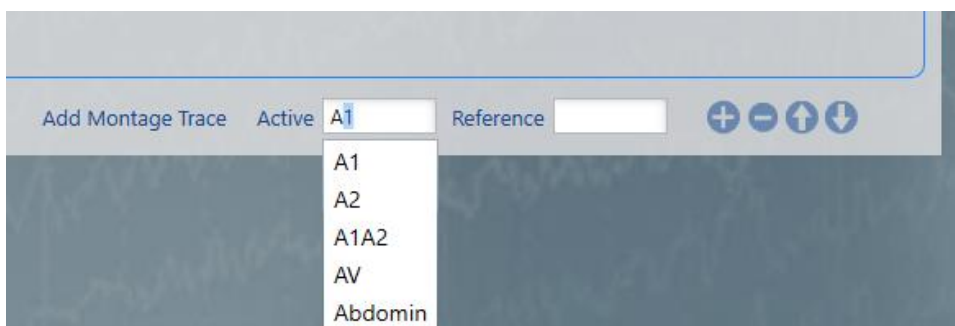 Add Montage Trace Active A1 Reference
A1
A2
A1A2
AV
Abdomin